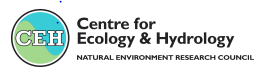 CEH
Centre for
Ecology & Hydrology
NATURAL ENVIRONMENT RESEARCH COUNCIL